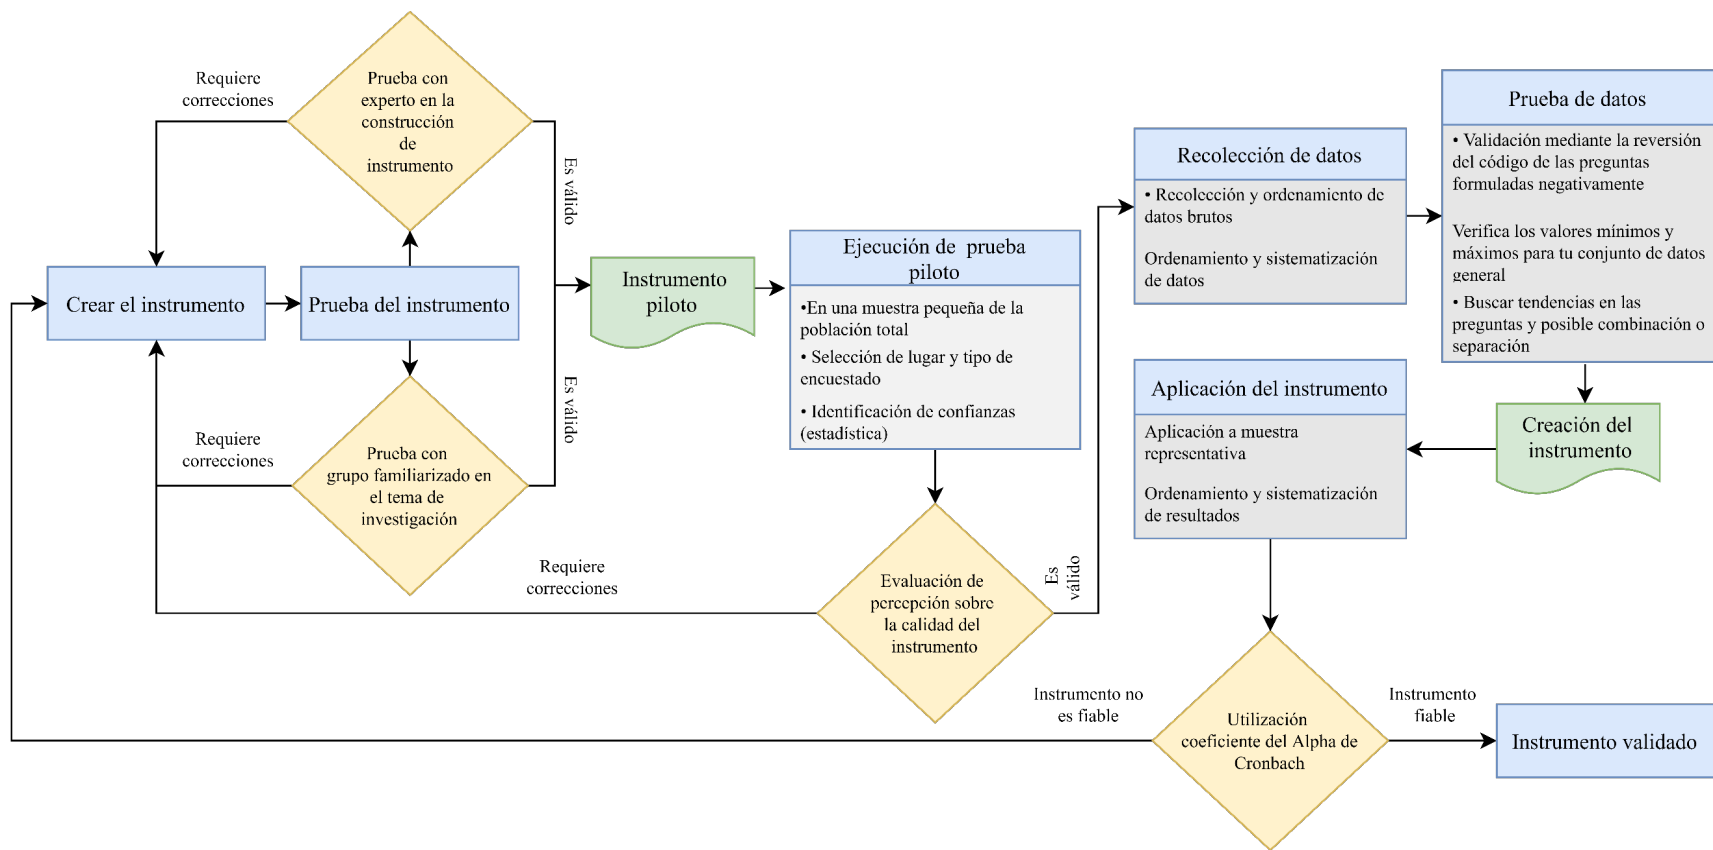 Requiere
correcciones
Prueba con
experto en la
construcción
de
instrumento
Es válido
Crear el instrumento
Prueba del instrumento
Requiere
correcciones
Prueba con
grupo familiarizado en
el tema de
investigación
Es válido
Instrumento
piloto
Ejecución de prueba
piloto
•En una muestra pequeña de la
población total
• Selección de lugar y tipo de
encuestado
• Identificación de confianzas
(estadística)
Requiere
correcciones
Evaluación de
percepción sobre
la calidad del
instrumento
Es
válido
Recolección de datos
• Recolección y ordenamiento de
datos brutos
Ordenamiento y sistematización
de datos
Prueba de datos
• Validación mediante la reversión
del código de las preguntas
formuladas negativamente
Verifica los valores mínimos y
máximos para tu conjunto de datos
general
• Buscar tendencias en las
preguntas y posible combinación o
separación
Creación del
instrumento
Aplicación del instrumento
Aplicación a muestra
representativa
Ordenamiento y sistematización
de resultados
Instrumento no
es fiable
Utilización
coeficiente del Alpha de
Cronbach
Instrumento
fiable
Instrumento validado